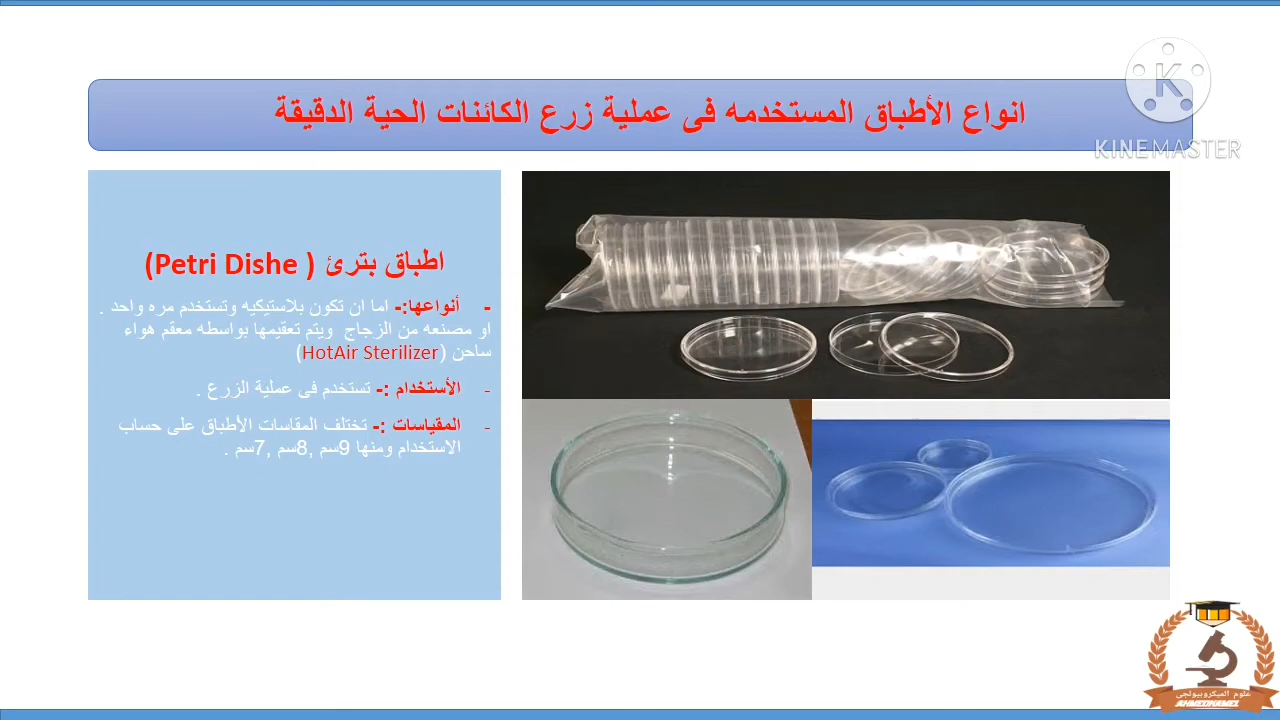 انواع الأطباق المستخدمه فى عملية زرع الكائنات الحية الدقيقة
KINEMASTER
اطباق بترئ ( Petri Dishe)
- أنواعها:- اما ان تكون بلاستيكيه وتستخدم مره واحد .
او مصنعه من الزجاج ويتم تعقيمها بواسطه معقم هواء
ساخن (HotAir Sterilizer)
- الأستخدام :- تستخدم فى عملية الزرع .
- المقياسات :- تختلف المقاسات الأطباق على حساب
الاستخدام ومنها 9سم ,8سم ,7سم .
علوم الميكروبيولجى
AHMEDKAMEL